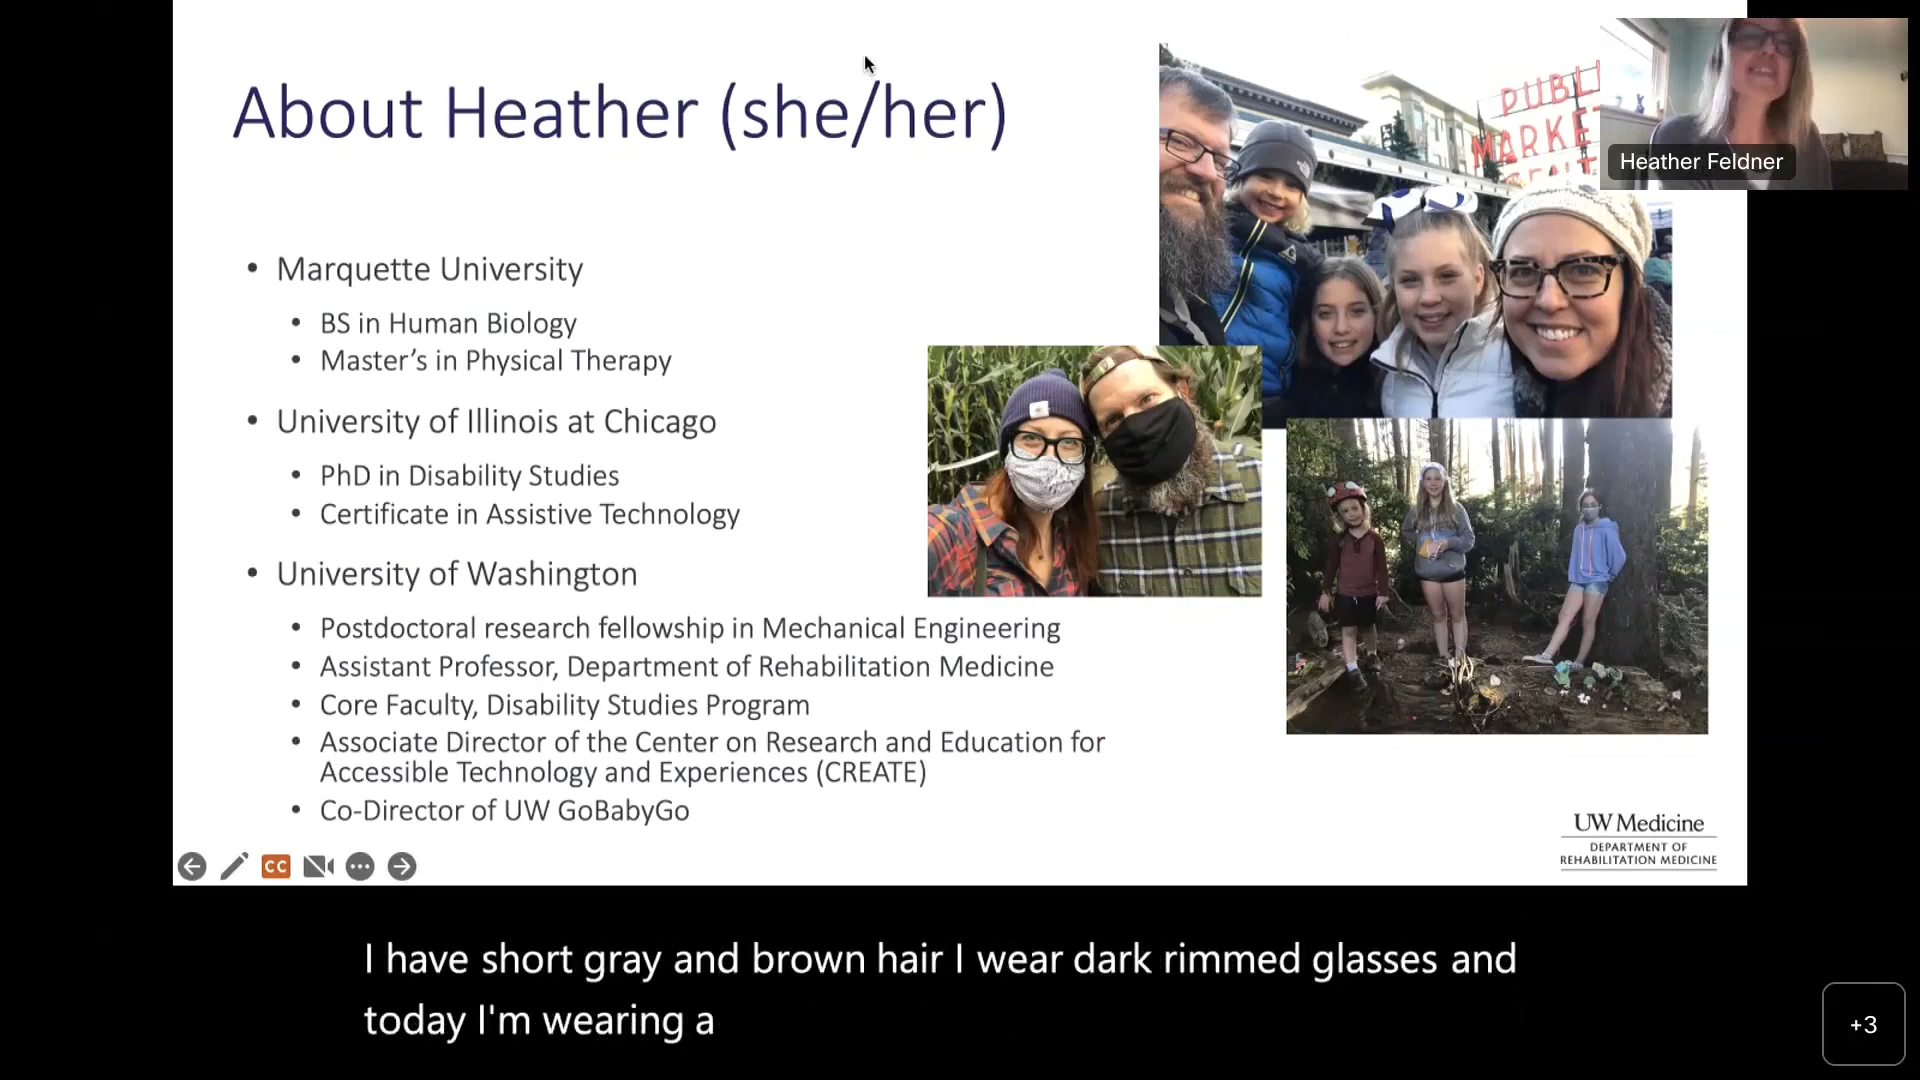 About Heather (she/her)
• Marquette University
• BS in Human Biology
• Master’s in Physical Therapy
• University of Illinois at Chicago
• PhD in Disability Studies
• Certificate in Assistive Technology
• University of Washington
• Postdoctoral research fellowship in Mechanical Engineering
• Assistant Professor, Department of Rehabilitation Medicine
• Core Faculty, Disability Studies Program
• Associate Director of the Center on Research and Education for
Accessible Technology and Experiences (CREATE)
• Co-Director of UW GoBabyGo
PUBLI
MARKE
CENT
Heather Feldner
UW Medicine
DEPARTMENT OF
REHABILITATION MEDICINE
CC
I have short gray and brown hair I wear dark rimmed glasses and
today I'm wearing a
+3